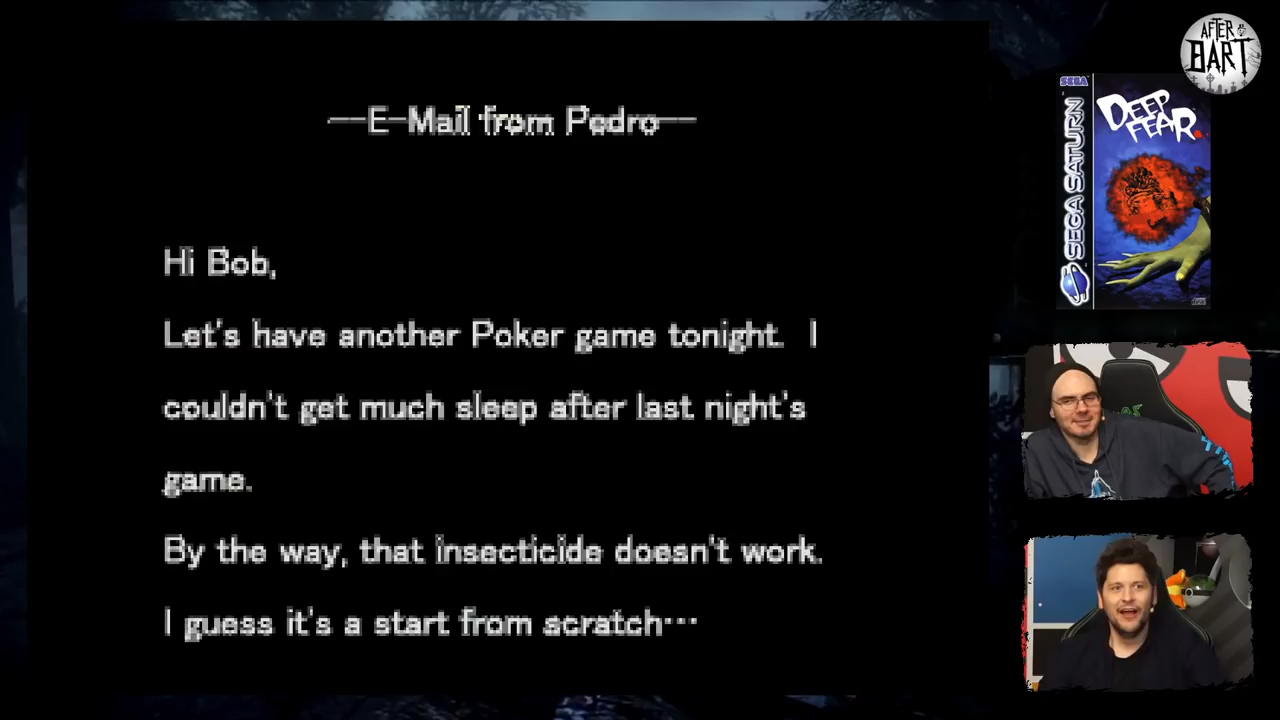 AFTER
DART
SEGA
SEGA SATURN
DEEP
FEAR.
—E-Mail from Pedro—
Hi Bob,
Let's have another Poker game tonight. I
couldn't get much sleep after last night's
game.
By the way, that insecticide doesn't work.
I guess it's a start from scratch…